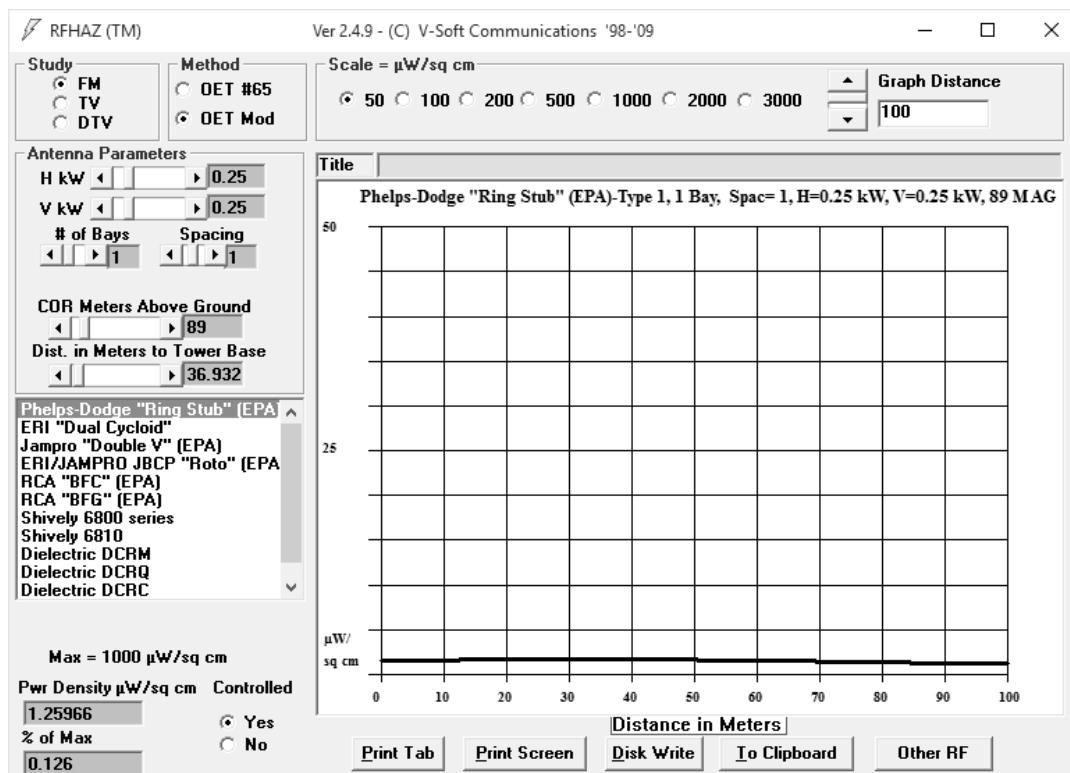 RFHAZ (TM) Ver 2.4.9 - (C) V-Soft Communications '98-'09
Study
FM
TV
DTV
Method
OET #65
OET Mod
Scale = µW/sq cm
50 100 200 500 1000 2000 3000
Graph Distance
100
Antenna Parameters
H kW 0.25
V kW 0.25
# of Bays Spacing
1 1
COR Meters Above Ground
89
Dist. in Meters to Tower Base
36.932
Phelps-Dodge "Ring Stub" (EPA)
ERI "Dual Cycloid"
Jampro "Double V" (EPA)
ERI/JAMPRO JBCP "Roto" (EPA
RCA "BFC" (EPA)
RCA "BFG" (EPA)
Shively 6800 series
Shively 6810
Dielectric DCRM
Dielectric DCRQ
Dielectric DCRC
Max = 1000 µW/sq cm
Pwr Density µW/sq cm Controlled
1.25966
Yes
% of Max
No
0.126
Title
Phelps-Dodge "Ring Stub" (EPA)-Type 1, 1 Bay, Spac= 1, H=0.25 kW, V=0.25 kW, 89 M AG
50
25
µW/
sq cm
0 10 20 30 40 50 60 70 80 90 100
Distance in Meters
Print Tab Print Screen Disk Write To Clipboard Other RF